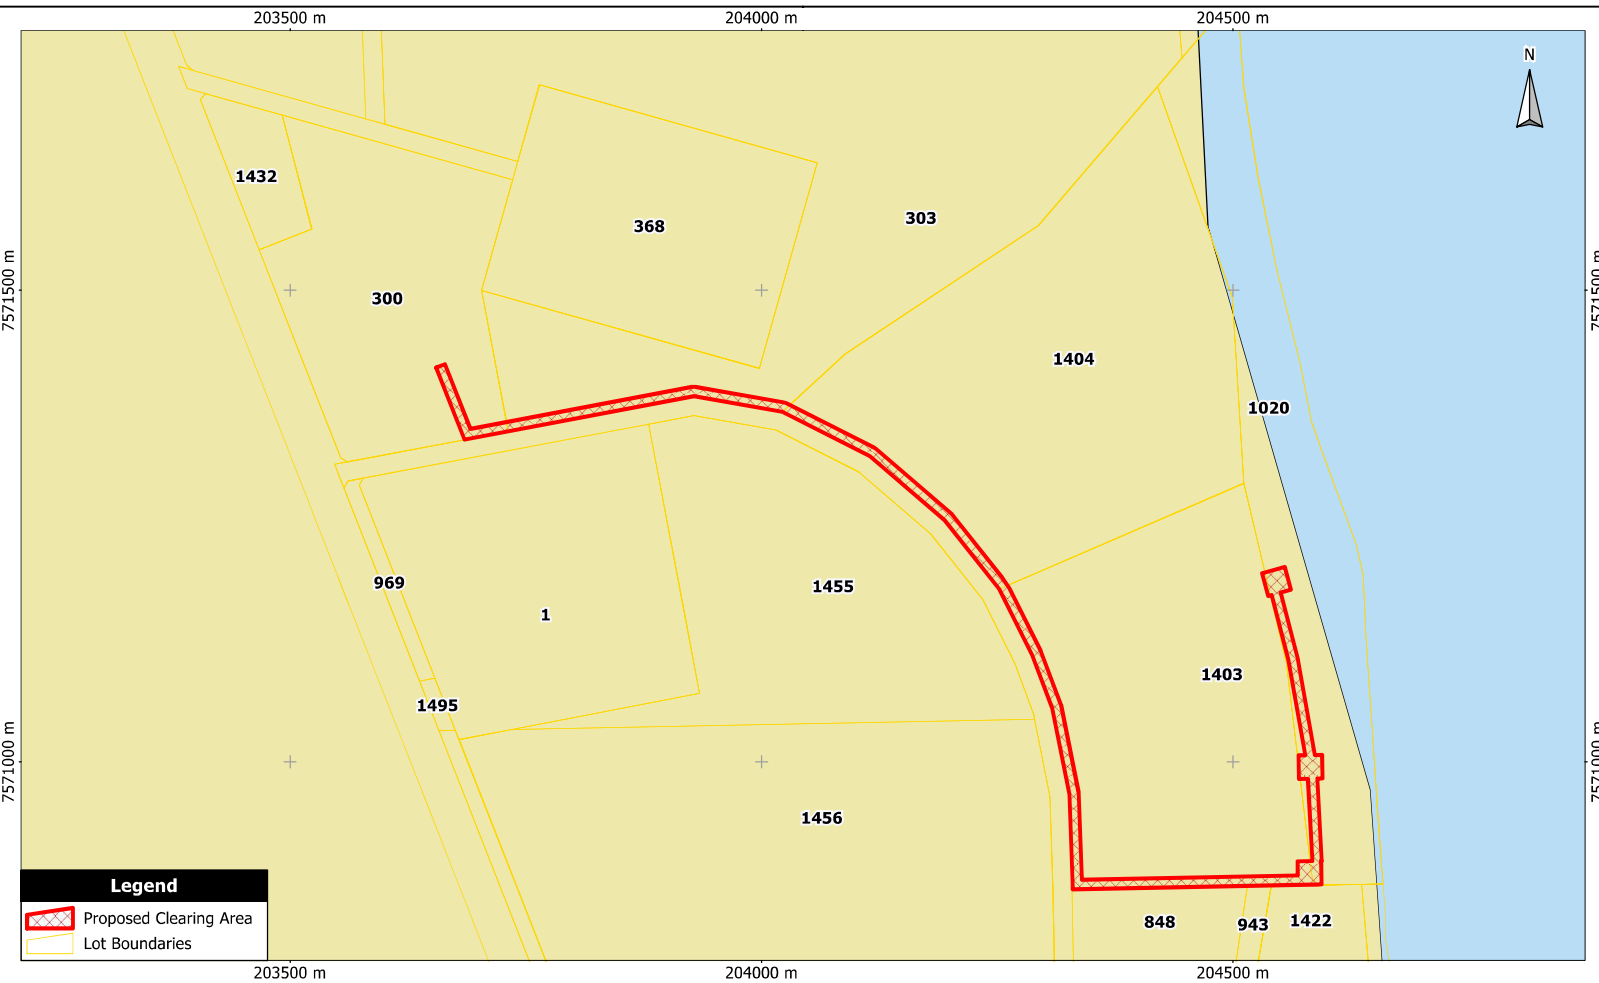 203500 m 204000 m 204500 m
N
1432
368
303
7571500 m
7571500 m
300
1404
1020
969
1
1455
1403
1495
7571000 m
7571000 m
1456
Legend
Proposed Clearing Area
Lot Boundaries
848
943
1422
203500 m 204000 m 204500 m